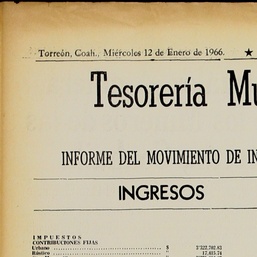 Torreón, Coah., Miércoles 12 de Enero de 1966. ★
Tesorería Mu
INFORME DEL MOVIMIENTO DE IN
INGRESOS
IMPUESTOS
CONTRIBUCIONES FIJAS
Urbano $
Rústico